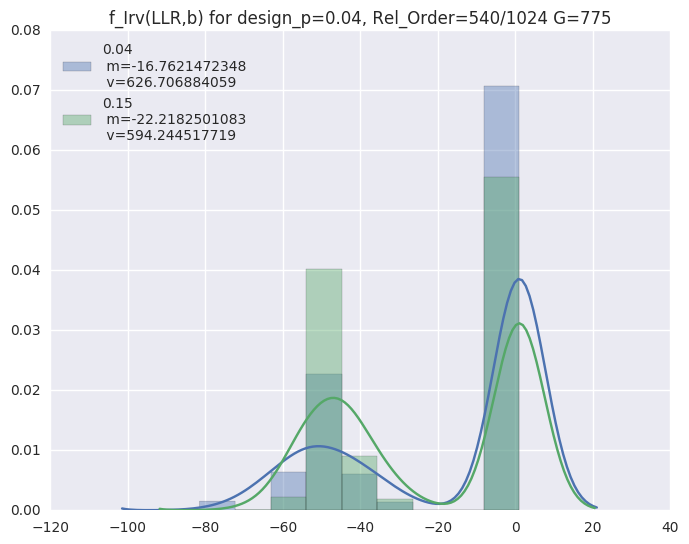 f_Irv(LLR,b) for design_p=0.04, Rel_Order=540/1024 G=775
0.08
0.07
0.06
0.05
0.04
0.03
0.02
0.01
0.00
0.04
m=-16.7621472348
v=626.706884059
0.15
m=-22.2182501083
v=594.244517719
−120 −100 −80 −60 −40 −20 0 20 40